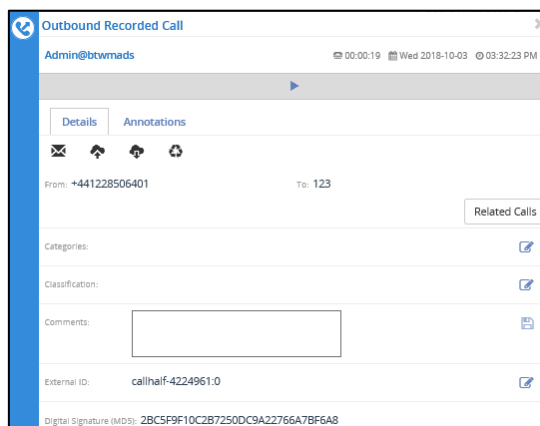 Outbound Recorded Call
Admin@btwmads 00:00:19 Wed 2018-10-03 03:32:23 PM
Details Annotations
From: +441228506401 To: 123
Related Calls
Categories:
Classification:
Comments:
External ID: callhalf-4224961:0
Digital Signature (MD5): 2BC5F9F10C2B7250DC9A22766A7BF6A8